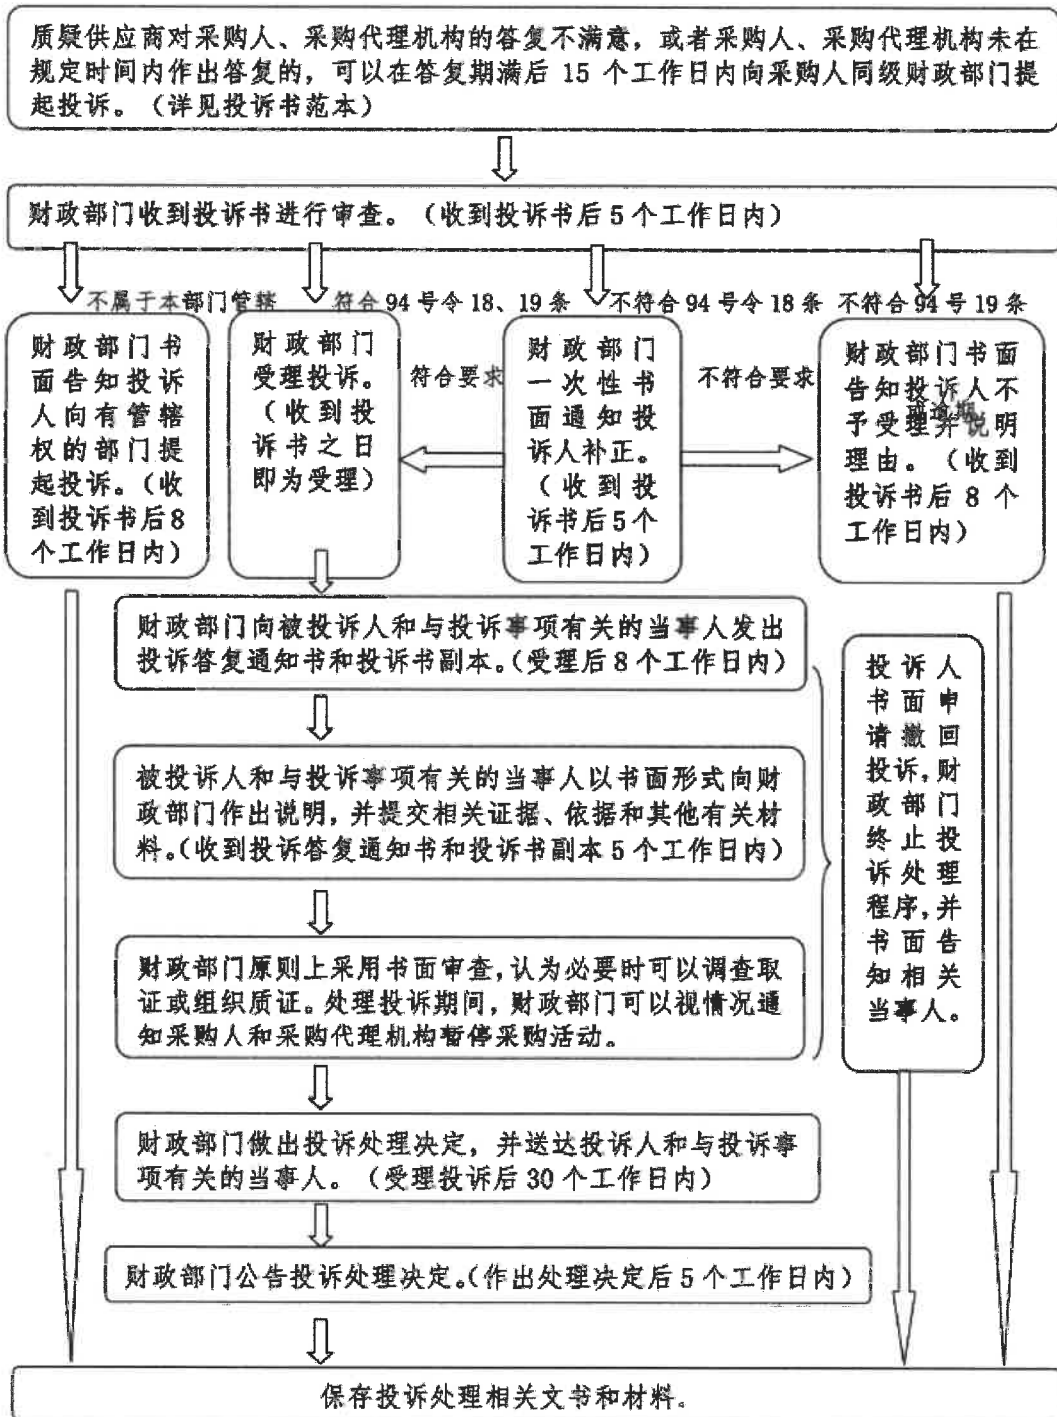 质疑供应商对采购人、采购代理机构的答复不满意，或者采购人、采购代理机构未在
规定时间内作出答复的，可以在答复期满后 15 个工作日内向采购人同级财政部门提
起投诉。（详见投诉书范本）
财政部门收到投诉书进行审查。（收到投诉书后 5 个工作日内）
不属于本部门管辖
符合 94 号令 18、19 条
不符合 94 号令 18 条
不符合 94 号 19 条
财政部门书
面告知投诉
人向有管辖
权的部门提
起投诉。（收
到投诉书后 8
个工作日内）
财政部门
受理投诉。
（收到投
诉书之日
即为受理）
符合要求
财政部门
一次性书
面通知投
诉人补正。
（收到投
诉书后 5 个
工作日内）
不符合要求
或逾期
财政部门书面
告知投诉人不
予受理并说明
理由。（收到
投诉书后 8 个
工作日内）
财政部门向被投诉人和与投诉事项有关的当事人发出
投诉答复通知书和投诉书副本。（受理后 8 个工作日内）
被投诉人和与投诉事项有关的当事人以书面形式向财
政部门作出说明，并提交相关证据、依据和其他有关材
料。（收到投诉答复通知书和投诉书副本 5 个工作日内）
财政部门原则上采用书面审查，认为必要时可以调查取
证或组织质证。处理投诉期间，财政部门可以视情况通
知采购人和采购代理机构暂停采购活动。
投诉人
书面申
请撤回
投诉，财
政部门
终止投
诉处理
程序，并
书面告
知相关
当事人。
财政部门做出投诉处理决定，并送达投诉人和与投诉事
项有关的当事人。（受理投诉后 30 个工作日内）
财政部门公告投诉处理决定。（作出处理决定后 5 个工作日内）
保存投诉处理相关文书和材料。